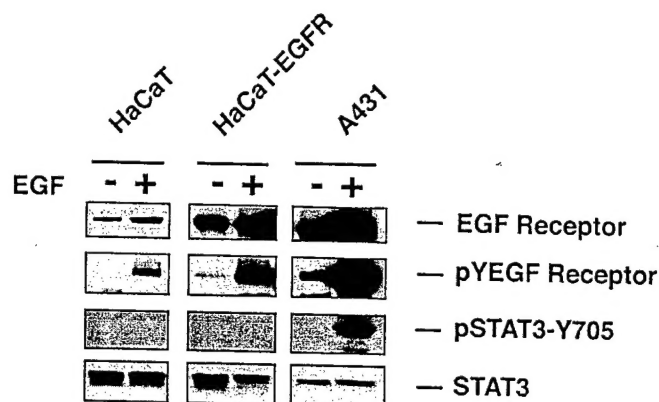 HaCaT
HaCaT-EGFR
A431
EGF - + - + - +
— EGF Receptor
— pYEGF Receptor
— pSTAT3-Y705
— STAT3